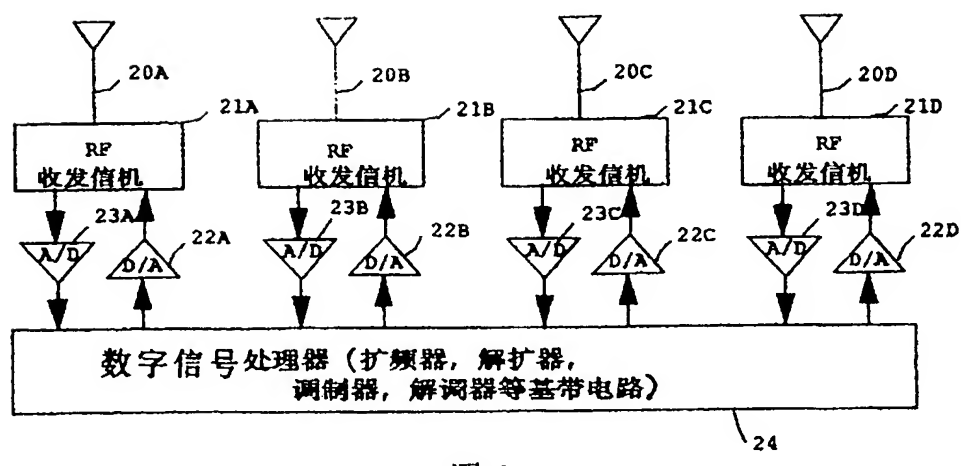 20A 20B 20C 20D
21A 21B 21C 21D
RF RF RF RF
收发信机 收发信机 收发信机 收发信机
23A 23B 23C 23D
22A 22B 22C 22D
A/D D/A A/D D/A A/D D/A A/D D/A
数字信号处理器（扩频器，解扩器，
调制器，解调器等基带电路）
24